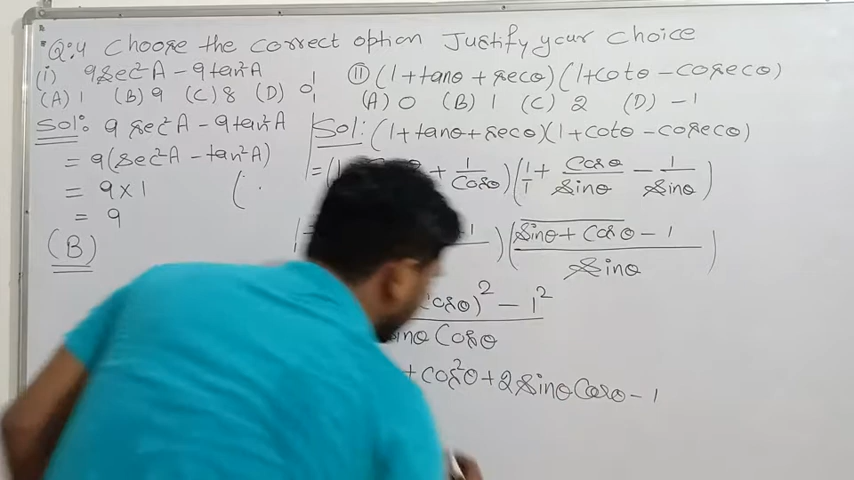 Q:4 Choose the correct option Justify your choice
(i) 9sec²A - 9tan²A
(A) 1 (B) 9 (C) 8 (D) 0
Sol: 9 sec²A - 9tan²A
= 9(sec²A - tan²A)
= 9×1
= 9
(B)
(ii) (1+tanθ+secθ)(1+cotθ-cosecθ)
(A) 0 (B) 1 (C) 2 (D) -1
Sol: (1+tanθ+secθ)(1+cotθ-cosecθ)
=( + 1/Cosθ)(1/1 + Cosθ/Sinθ - 1/Sinθ)
(Sinθ+Cosθ-1/Sinθ)
Cosθ)² - 1²
Sinθ Cosθ
+ cos²θ+2SinθCosθ-1